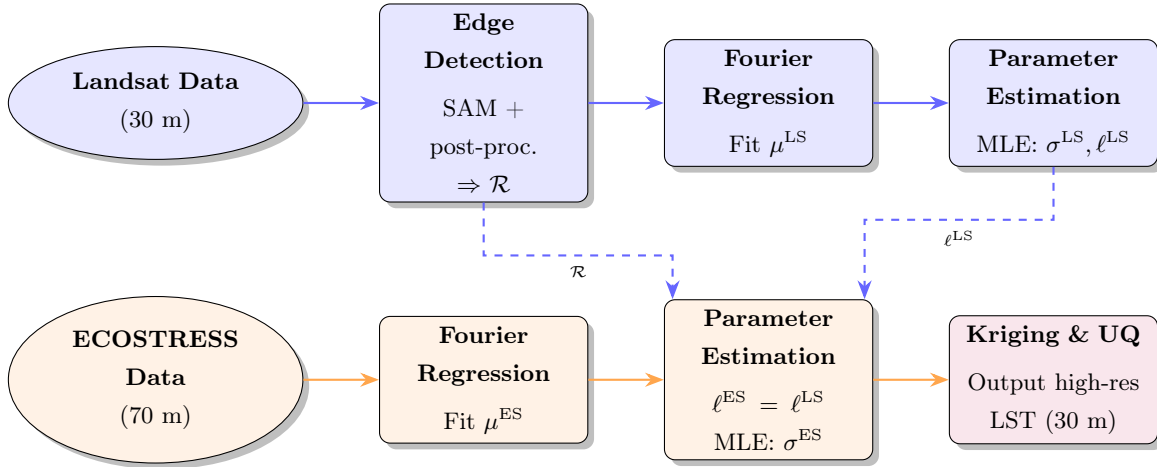 Landsat Data
(30 m)
Edge
Detection
SAM +
post-proc.
⇒ ℛ
Fourier
Regression
Fit μ^LS
Parameter
Estimation
MLE: σ^LS, ℓ^LS
ℛ
ℓ^LS
ECOSTRESS
Data
(70 m)
Fourier
Regression
Fit μ^ES
Parameter
Estimation
ℓ^ES = ℓ^LS
MLE: σ^ES
Kriging & UQ
Output high-res
LST (30 m)